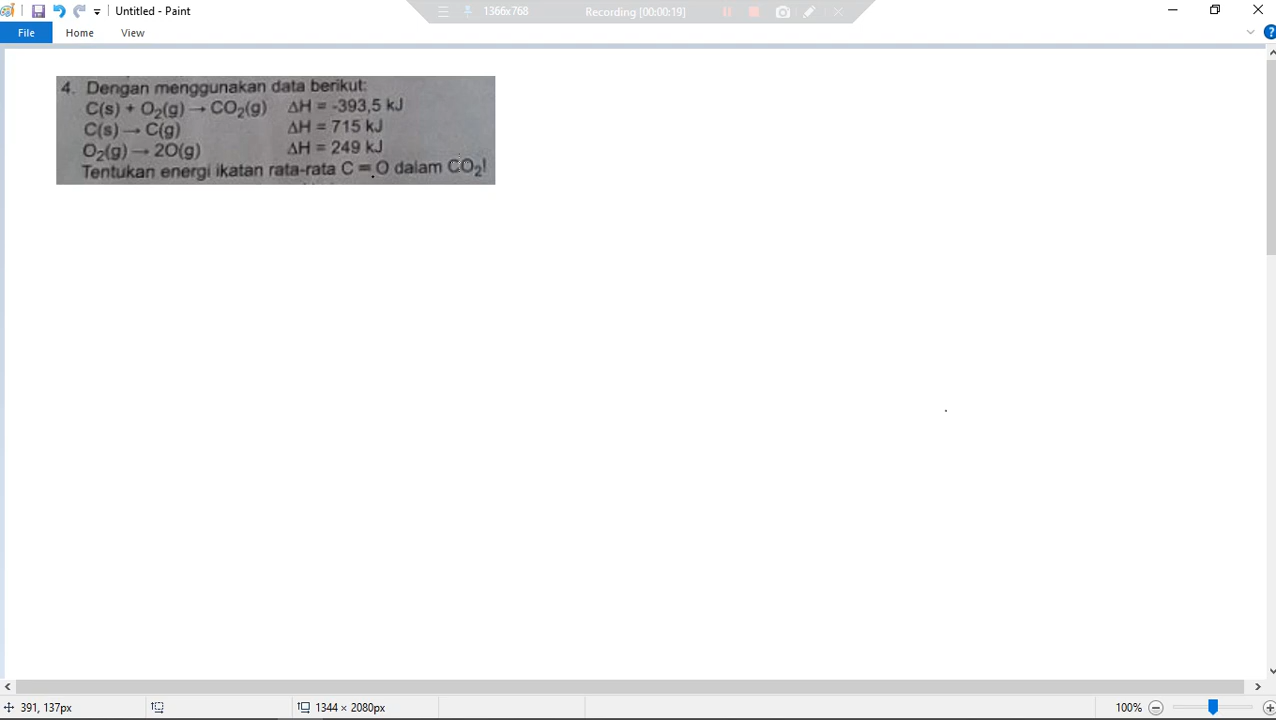 Untitled - Paint
1366x768
Recording [00:00:19]
File
Home
View
4. Dengan menggunakan data berikut:
C(s) + O₂(g) → CO₂(g) ΔH = -393,5 kJ
C(s) → C(g) ΔH = 715 kJ
O₂(g) → 2O(g) ΔH = 249 kJ
Tentukan energi ikatan rata-rata C = O dalam CO₂!
391, 137px
1344 × 2080px
100%